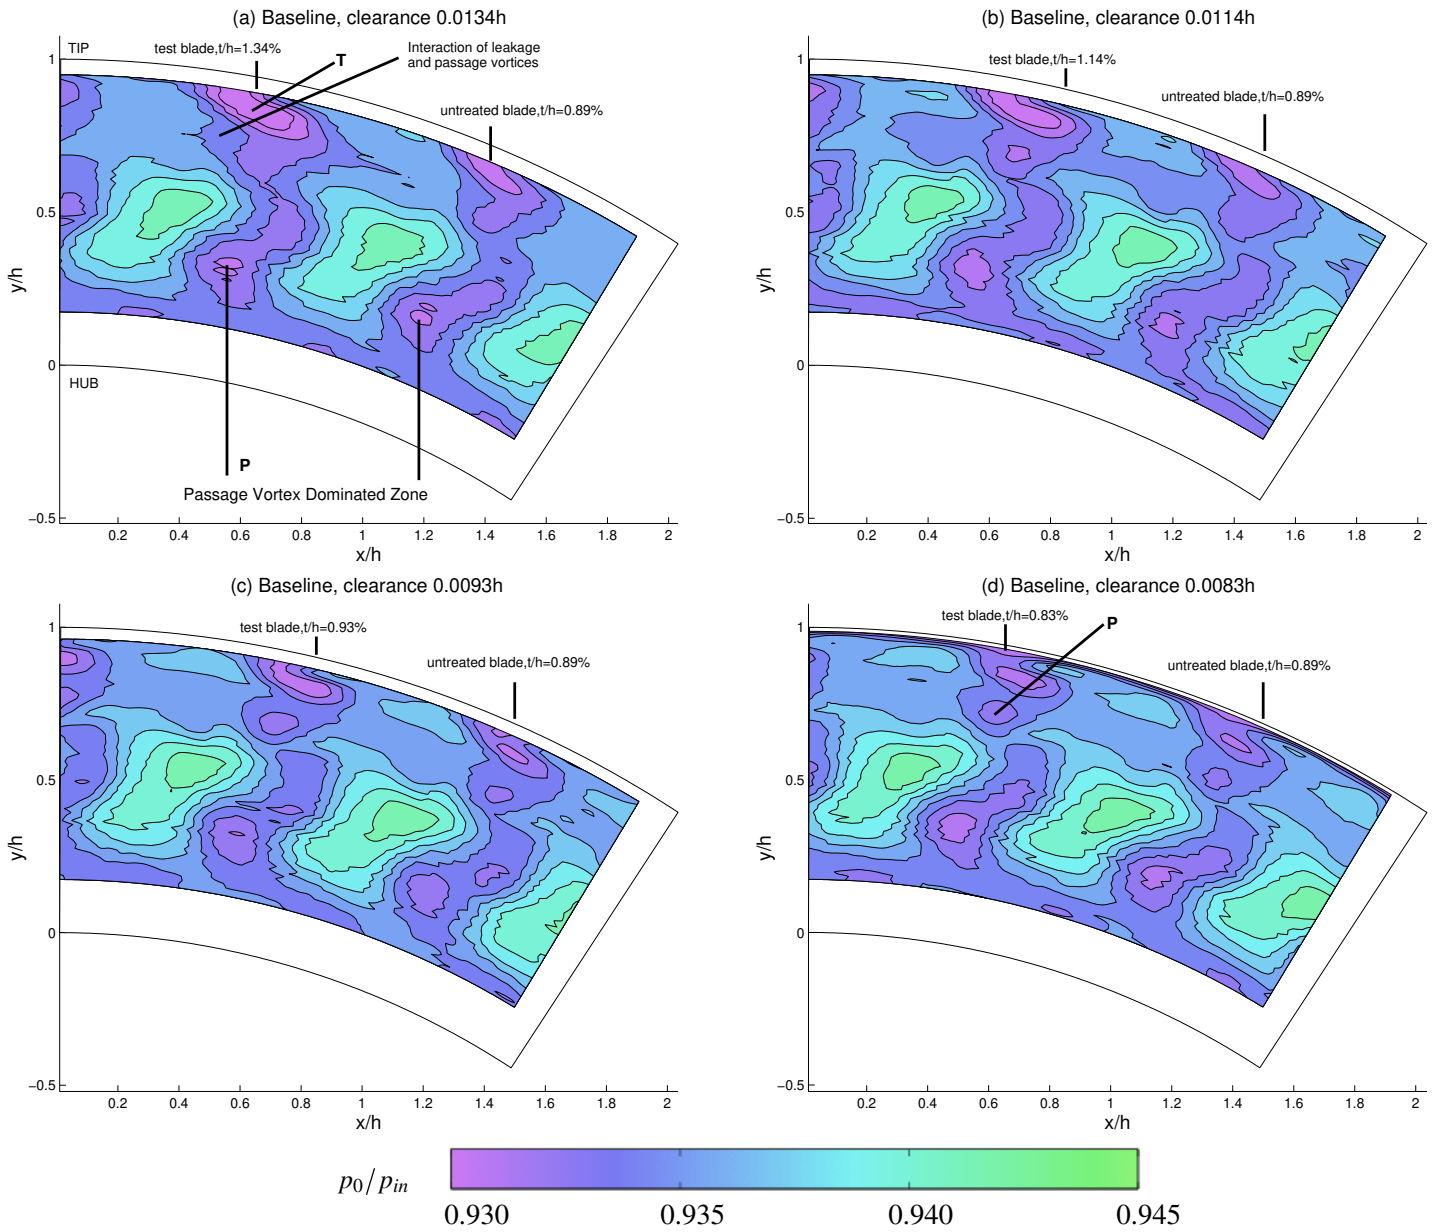 (a) Baseline, clearance 0.0134h
TIP
test blade,t/h=1.34%
T
Interaction of leakage
and passage vortices
untreated blade,t/h=0.89%
1
0.5
0
−0.5
y/h
HUB
P
Passage Vortex Dominated Zone
0.2 0.4 0.6 0.8 1 1.2 1.4 1.6 1.8 2
x/h
(b) Baseline, clearance 0.0114h
test blade,t/h=1.14%
untreated blade,t/h=0.89%
1
0.5
0
−0.5
y/h
0.2 0.4 0.6 0.8 1 1.2 1.4 1.6 1.8 2
x/h
(c) Baseline, clearance 0.0093h
test blade,t/h=0.93%
untreated blade,t/h=0.89%
1
0.5
0
−0.5
y/h
0.2 0.4 0.6 0.8 1 1.2 1.4 1.6 1.8 2
x/h
(d) Baseline, clearance 0.0083h
test blade,t/h=0.83%
P
untreated blade,t/h=0.89%
1
0.5
0
−0.5
y/h
0.2 0.4 0.6 0.8 1 1.2 1.4 1.6 1.8 2
x/h
p0/pin
0.930 0.935 0.940 0.945